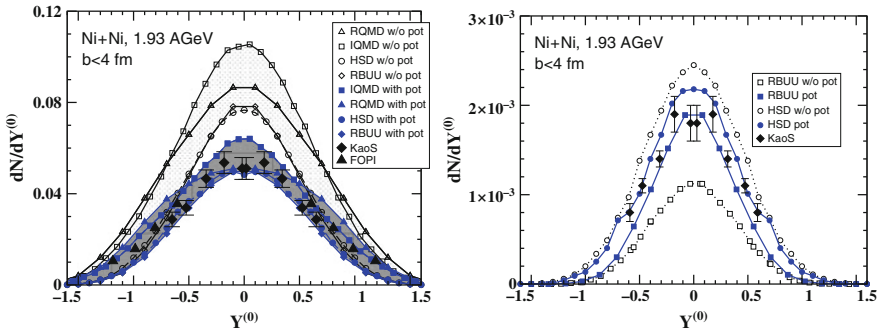 Ni+Ni, 1.93 AGeV
b<4 fm
RQMD w/o pot
IQMD w/o pot
HSD w/o pot
RBUU w/o pot
IQMD with pot
RQMD with pot
HSD with pot
RBUU with pot
KaoS
FOPI
dN/dY⁽⁰⁾
0.12
0.08
0.04
0
−1.5 −1 −0.5 0 0.5 1 1.5
Y⁽⁰⁾
Ni+Ni, 1.93 AGeV
b<4 fm
RBUU w/o pot
RBUU pot
HSD w/o pot
HSD pot
KaoS
dN/dY⁽⁰⁾
3×10⁻³
2×10⁻³
1×10⁻³
0
−1.5 −1 −0.5 0 0.5 1 1.5
Y⁽⁰⁾